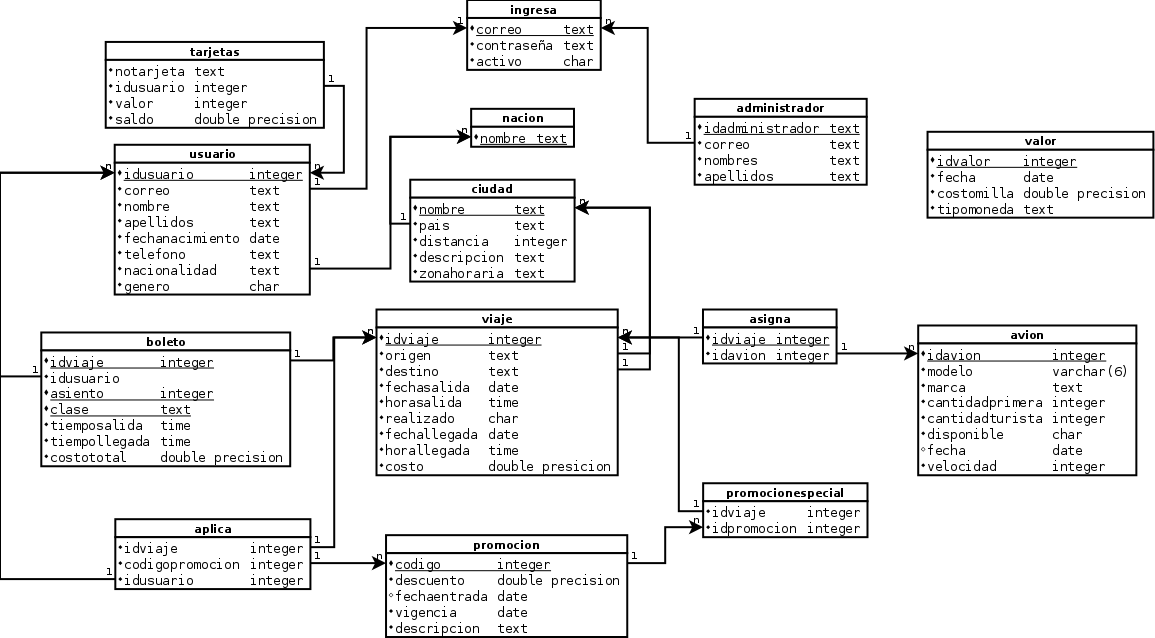 ingresa
correo text
contraseña text
activo char
tarjetas
notarjeta text
idusuario integer
valor integer
saldo double precision
nacion
nombre text
administrador
idadministrador text
correo text
nombres text
apellidos text
valor
idvalor integer
fecha date
costomilla double precision
tipomoneda text
usuario
idusuario integer
correo text
nombre text
apellidos text
fechanacimiento date
telefono text
nacionalidad text
genero char
ciudad
nombre text
pais text
distancia integer
descripcion text
zonahoraria text
viaje
idviaje integer
origen text
destino text
fechasalida date
horasalida time
realizado char
fechallegada date
horallegada time
costo double presicion
asigna
idviaje integer
idavion integer
avion
idavion integer
modelo varchar(6)
marca text
cantidadprimera integer
cantidadturista integer
disponible char
fecha date
velocidad integer
boleto
idviaje integer
idusuario
asiento integer
clase text
tiemposalida time
tiempollegada time
costototal double precision
promocionespecial
idviaje integer
idpromocion integer
aplica
idviaje integer
codigopromocion integer
idusuario integer
promocion
codigo integer
descuento double precision
fechaentrada date
vigencia date
descripcion text
1
n
1
n
1
n
1
n
1
1
n
1
n
1
1
1
n
1
n
1
1
1
n
1
1
n
1